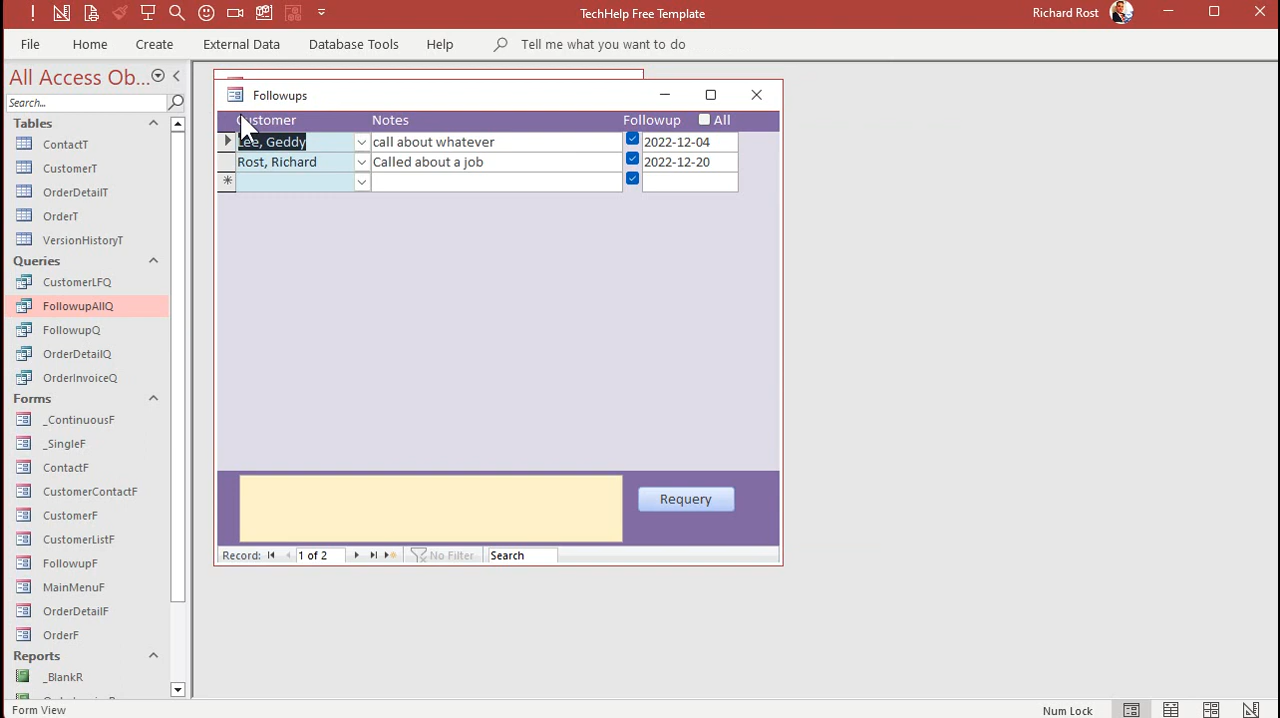 TechHelp Free Template
Richard Rost
File Home Create External Data Database Tools Help Tell me what you want to do
All Access Ob...
Search...
Tables
ContactT
CustomerT
OrderDetailT
OrderT
VersionHistoryT
Queries
CustomerLFQ
FollowupAllQ
FollowupQ
OrderDetailQ
OrderInvoiceQ
Forms
_ContinuousF
_SingleF
ContactF
CustomerContactF
CustomerF
CustomerListF
FollowupF
MainMenuF
OrderDetailF
OrderF
Reports
_BlankR
Followups
Customer Notes Followup All
Lee, Geddy call about whatever 2022-12-04
Rost, Richard Called about a job 2022-12-20
Requery
Record: 1 of 2 No Filter Search
Form View
Num Lock